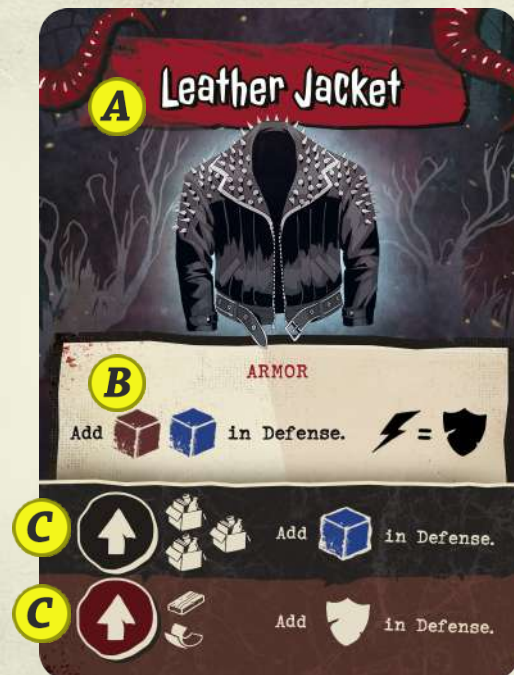 A
Leather Jacket
B
ARMOR
Add in Defense. =
C
Add in Defense.
C
Add in Defense.